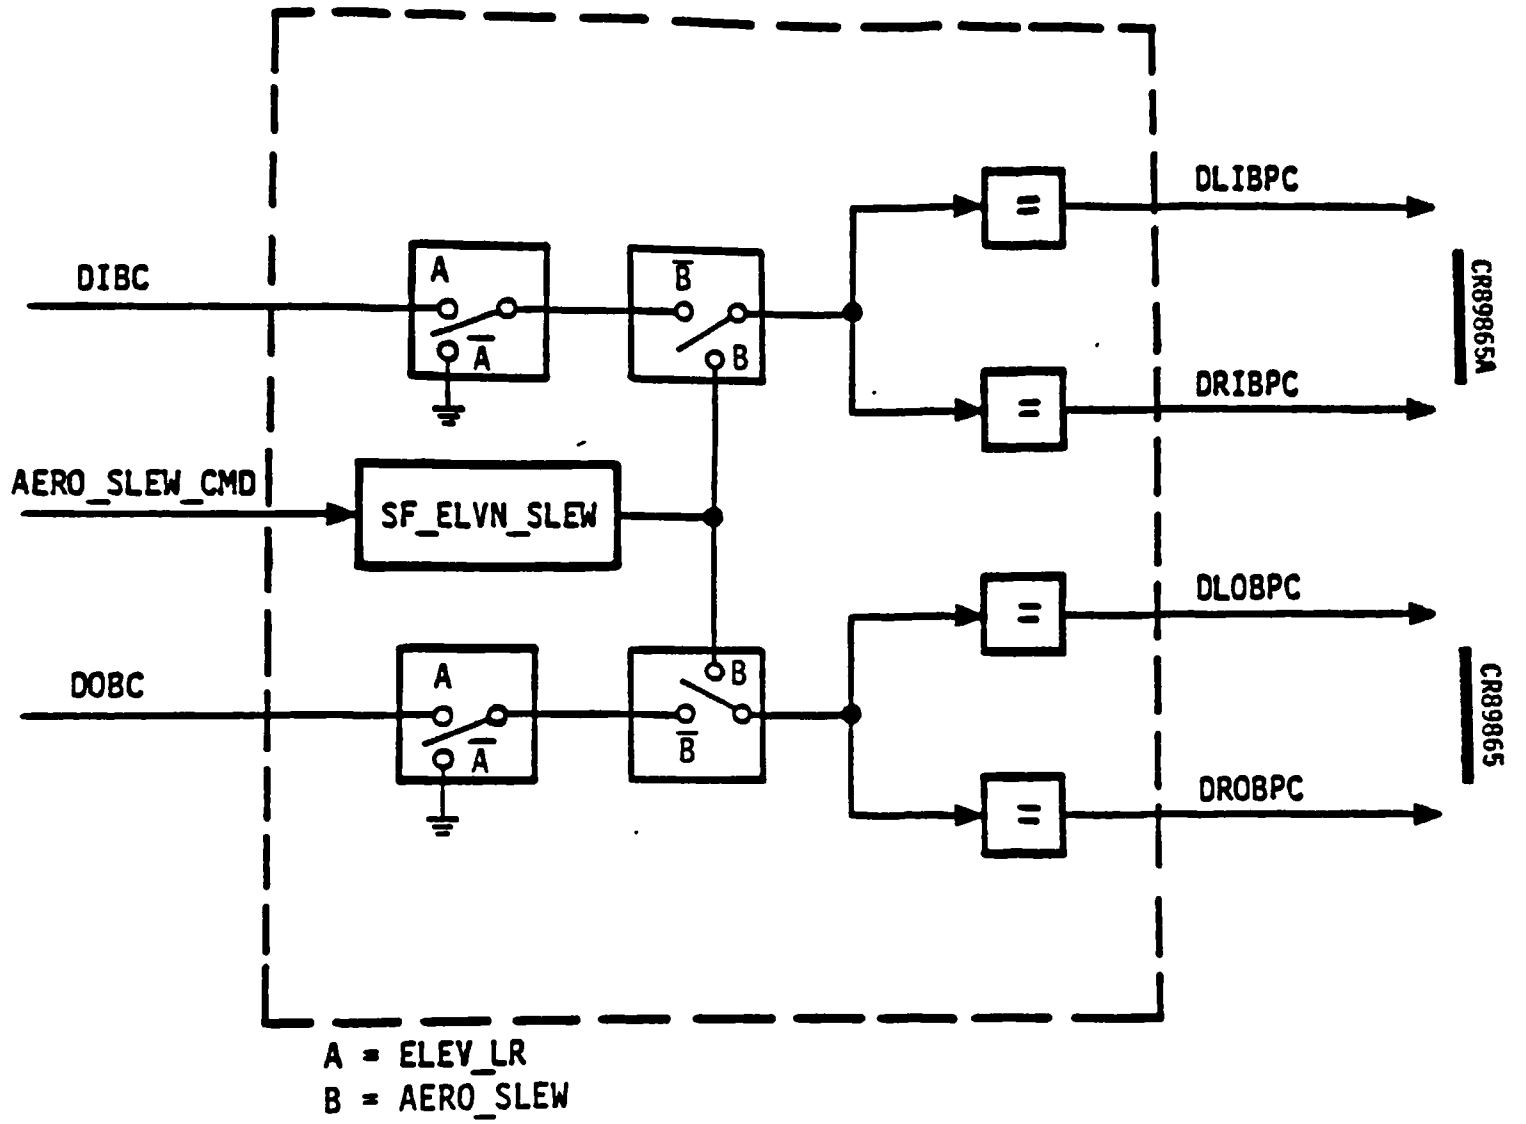 DLIBPC
=
DIBC
A
A̅
B̅
B
CR89865A
DRIBPC
=
AERO_SLEW_CMD
SF_ELVN_SLEW
DLOBPC
=
DOBC
A
A̅
B
B̅
CR89865
DROBPC
=
A = ELEV_LR
B = AERO_SLEW